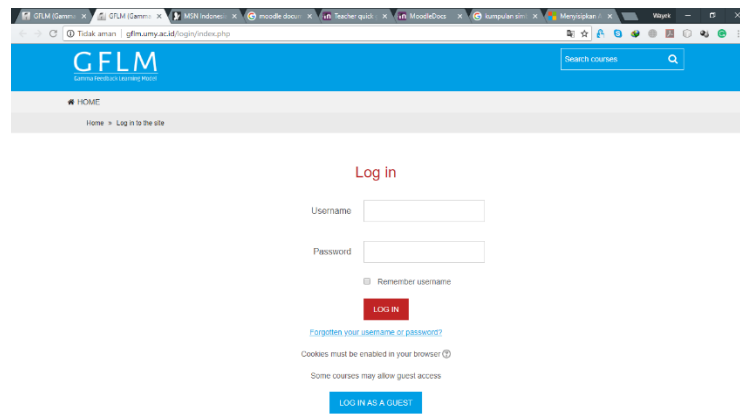 GFLM (Gamma
GFLM (Gamma
MSN Indonesia
moodle docum
Teacher quick
MoodleDocs
kumpulan sim
Menyisipkan
Wayek
Tidak aman | gflm.umy.ac.id/login/index.php
GFLM
Gamma Feedback Learning Model
Search courses
HOME
Home » Log in to the site
Log in
Username
Password
Remember username
LOG IN
Forgotten your username or password?
Cookies must be enabled in your browser
Some courses may allow guest access
LOG IN AS A GUEST